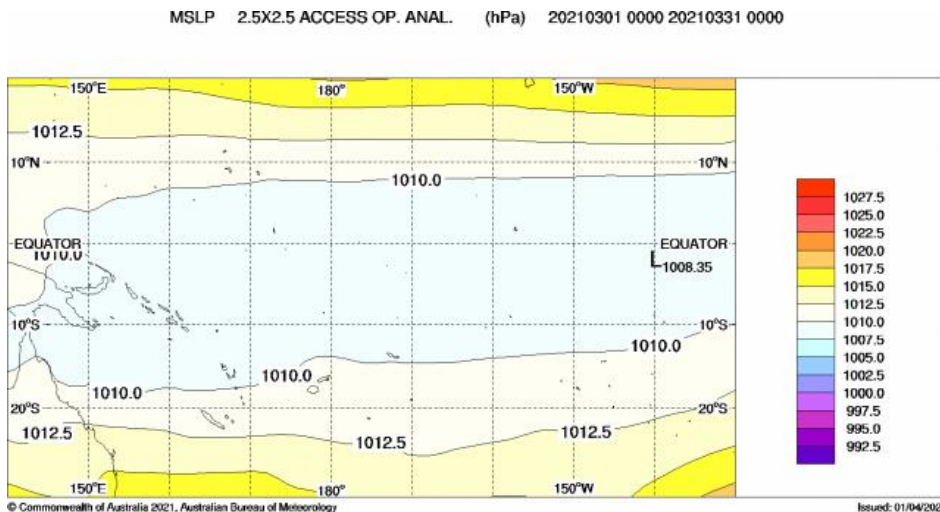 MSLP 2.5X2.5 ACCESS OP. ANAL. (hPa) 20210301 0000 20210331 0000
150°E 180° 150°W
1012.5
10°N 10°N
1010.0
EQUATOR EQUATOR
1010.0
L 1008.35
10°S 10°S
1010.0
1010.0
1010.0
20°S 20°S
1012.5 1012.5 1012.5
150°E 180° 150°W
1027.5
1025.0
1022.5
1020.0
1017.5
1015.0
1012.5
1010.0
1007.5
1005.0
1002.5
1000.0
997.5
995.0
992.5
© Commonwealth of Australia 2021, Australian Bureau of Meteorology
Issued: 01/04/202